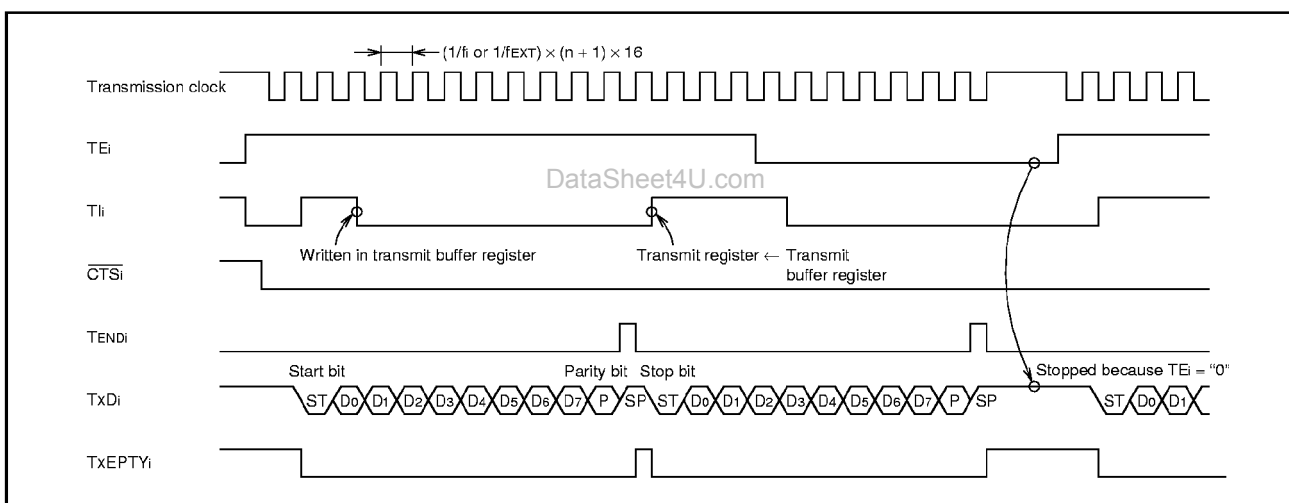 (1/fi or 1/fEXT) × (n + 1) × 16
Transmission clock
TEi
DataSheet4U.com
TIi
Written in transmit buffer register
Transmit register ← Transmit
buffer register
CTSi
TENDi
Start bit
Parity bit
Stop bit
Stopped because TEi = “0”
TxDi
ST D0 D1 D2 D3 D4 D5 D6 D7 P SP ST D0 D1 D2 D3 D4 D5 D6 D7 P SP ST D0 D1
TxEPTYi